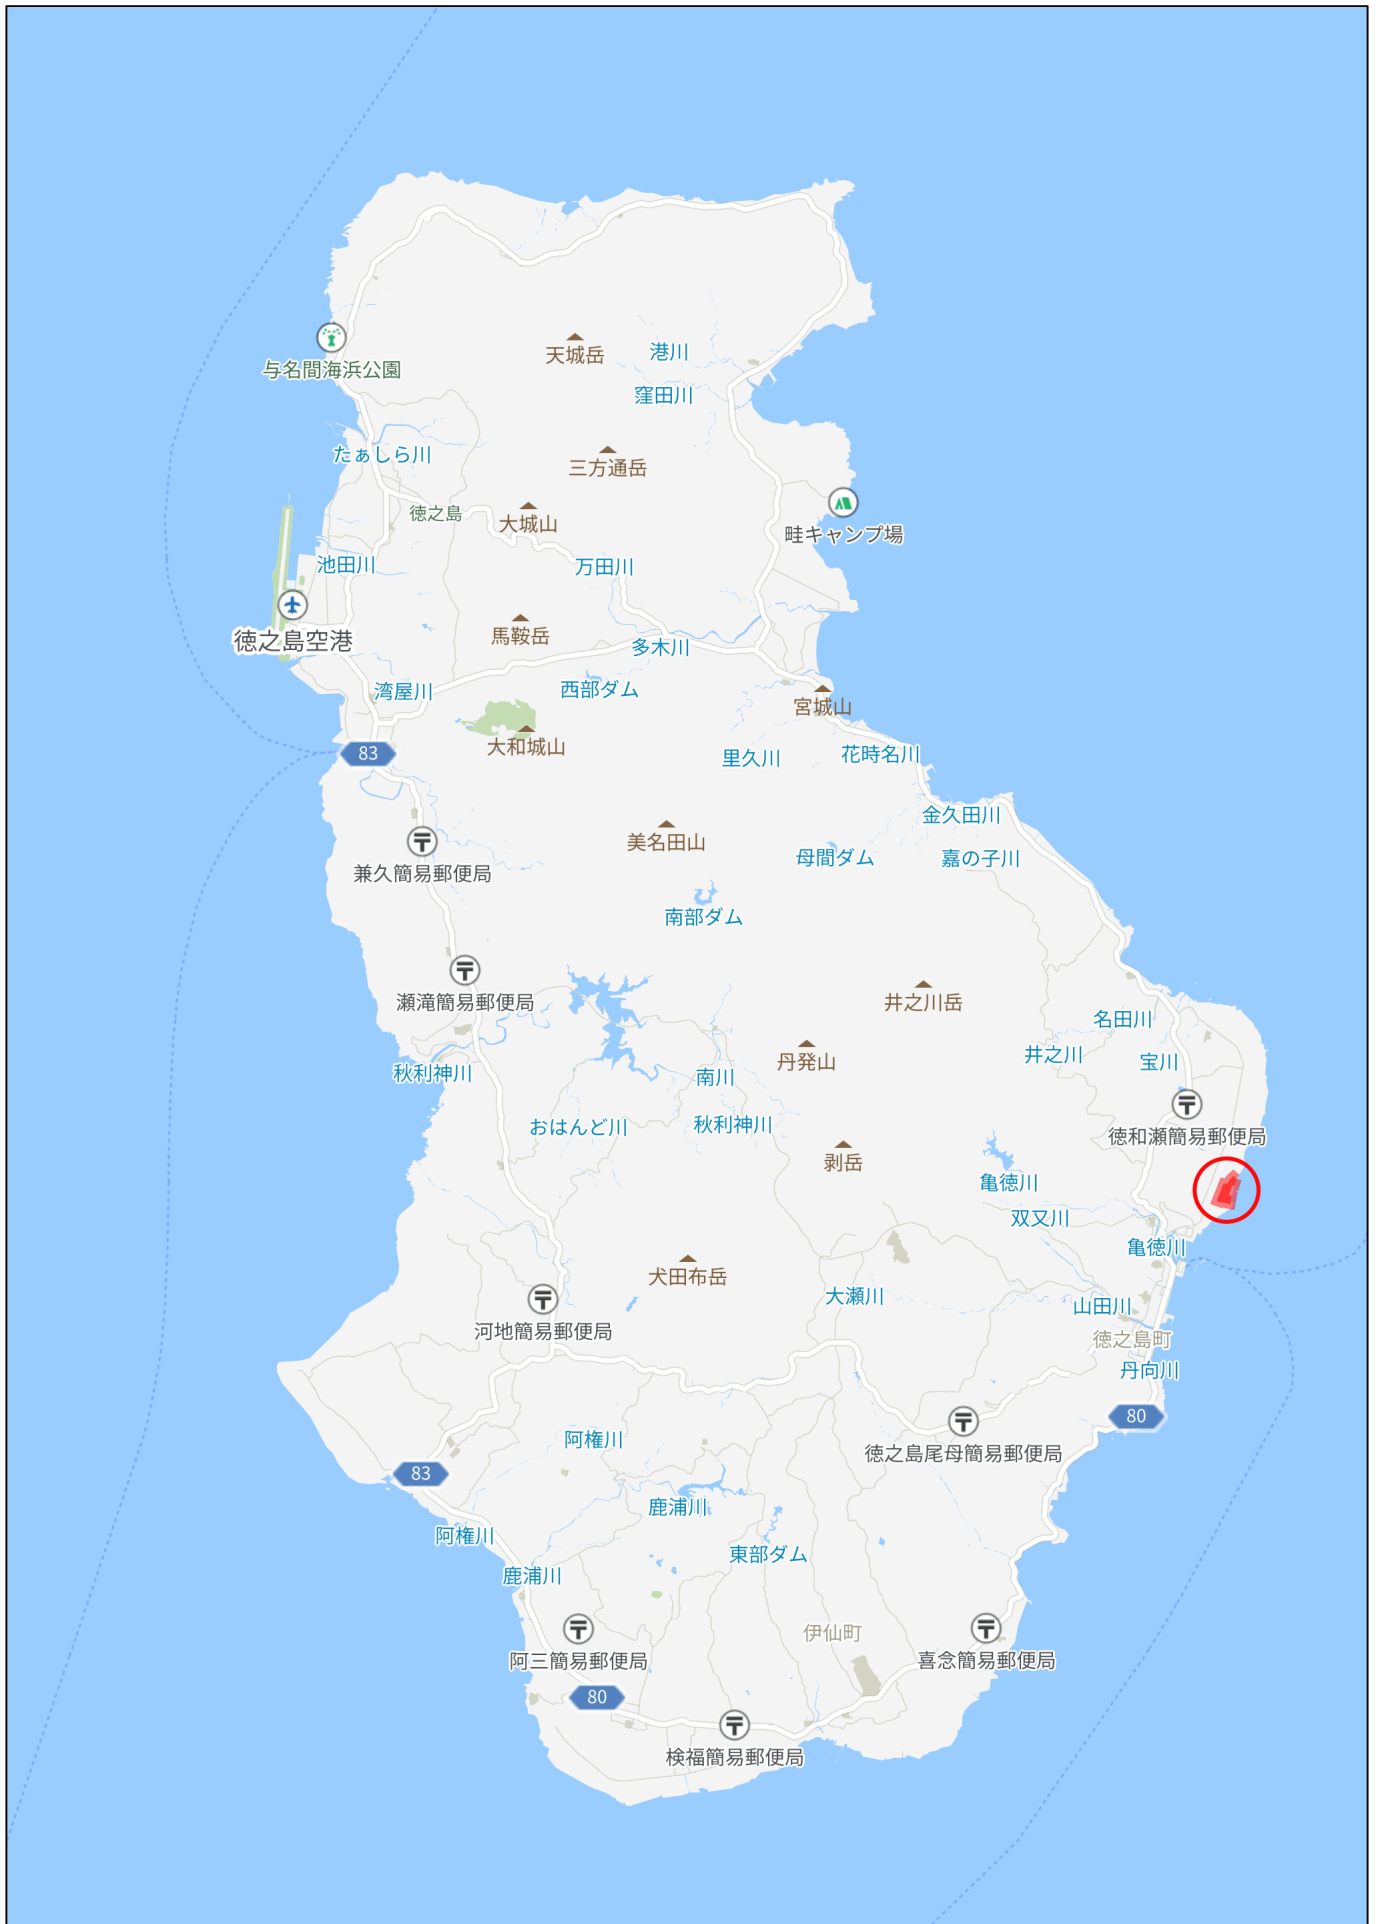 天城岳
港川
与名間海浜公園
窪田川
たぁしら川
三方通岳
徳之島
大城山
畦キャンプ場
池田川
万田川
徳之島空港
馬鞍岳
多木川
湾屋川
西部ダム
宮城山
83
大和城山
里久川
花時名川
金久田川
美名田山
母間ダム
嘉の子川
兼久簡易郵便局
南部ダム
瀬滝簡易郵便局
井之川岳
名田川
秋利神川
南川
丹発山
井之川
宝川
おはんど川
秋利神川
徳和瀬簡易郵便局
剥岳
亀徳川
双又川
亀徳川
犬田布岳
大瀬川
山田川
河地簡易郵便局
徳之島町
丹向川
80
阿権川
徳之島尾母簡易郵便局
83
鹿浦川
阿権川
東部ダム
鹿浦川
伊仙町
阿三簡易郵便局
喜念簡易郵便局
80
検福簡易郵便局